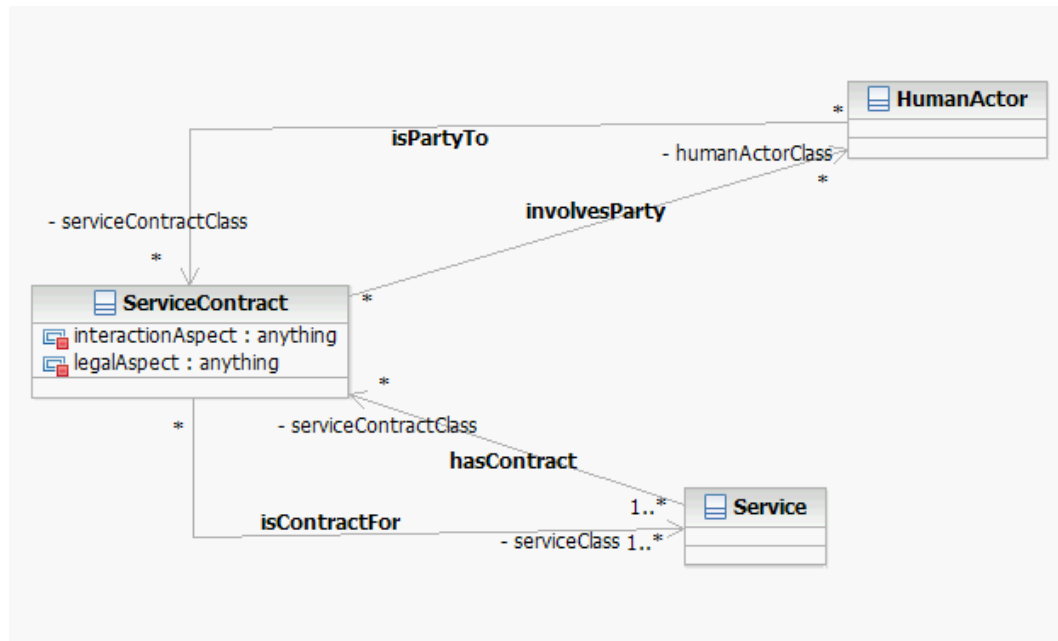 HumanActor
*
isPartyTo
- humanActorClass
*
involvesParty
- serviceContractClass
*
ServiceContract
*
interactionAspect : anything
legalAspect : anything
*
*
- serviceContractClass
hasContract
1..*
Service
isContractFor
- serviceClass 1..*